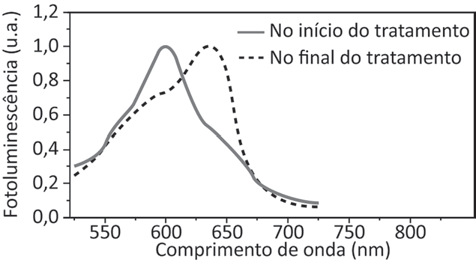 1,2
No início do tratamento
1,0
No final do tratamento
0,8
0,6
0,4
0,2
0,0
Fotoluminescência (u.a.)
550 600 650 700 750 800
Comprimento de onda (nm)